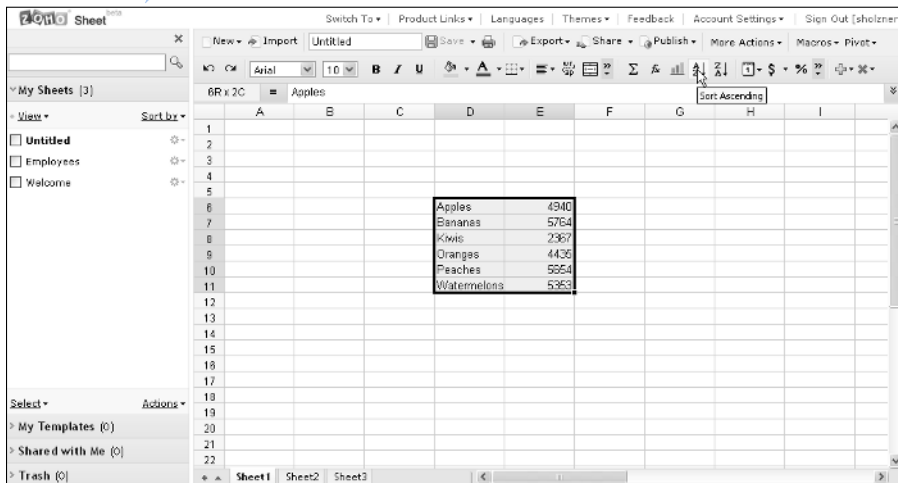 ZOHO Sheet beta
Switch To | Product Links | Languages | Themes | Feedback | Account Settings | Sign Out [sholzner
New Import Untitled Save Export Share Publish More Actions Macros Pivot
Arial 10 B I U A Σ fx $ %
My Sheets (3)
6R x 2C = Apples
Sort Ascending
View Sort by
A B C D E F G H I
Untitled
Employees
Welcome
1
2
3
4
5
6 Apples 4940
7 Bananas 5764
8 Kiwis 2367
9 Oranges 4435
10 Peaches 5654
11 Watermelons 5353
12
13
14
15
16
17
18
19
20
21
22
Select Actions
My Templates (0)
Shared with Me (0)
Trash (0)
Sheet1 Sheet2 Sheet3